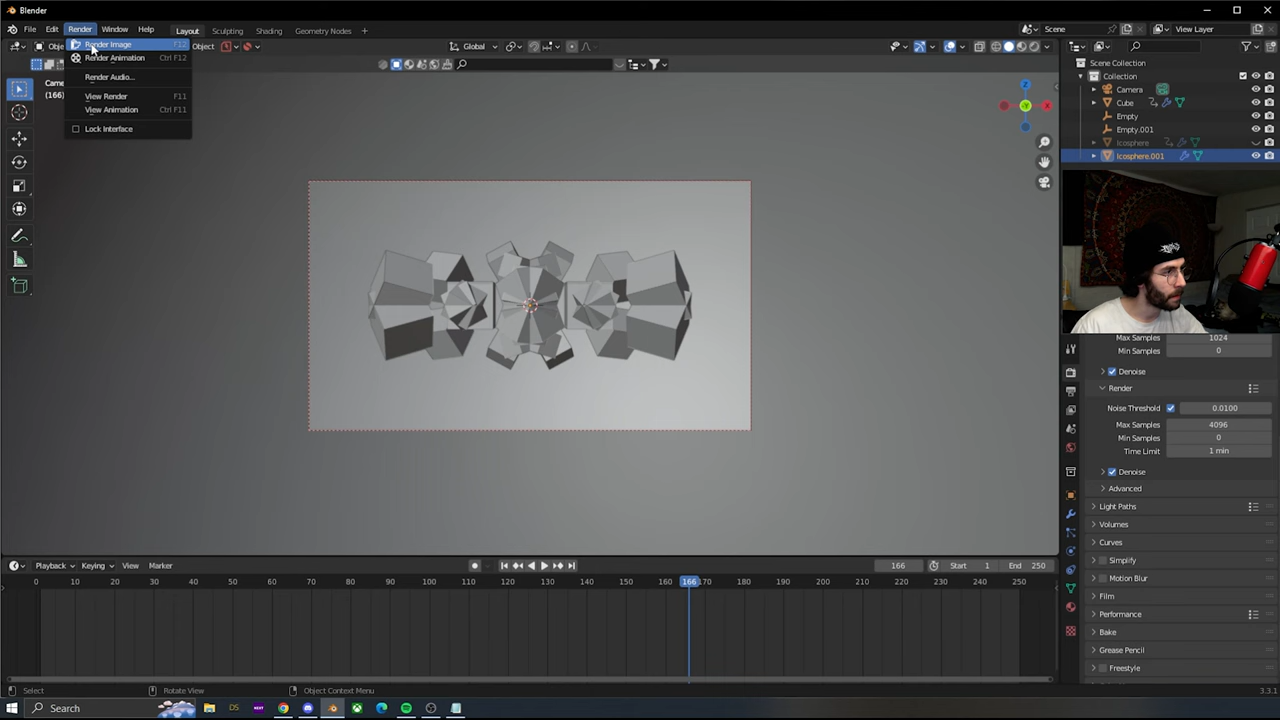 Blender
File Edit Render Window Help Layout Sculpting Shading Geometry Nodes Scene View Layer
Render Image F12
Render Animation Ctrl F12
Render Audio...
View Render F11
View Animation Ctrl F11
Lock Interface
Object
Global
(166)
Scene Collection
Collection
Camera
Cube
Empty
Empty.001
Icosphere
Icosphere.001
Max Samples 1024
Min Samples 0
Denoise
Render
Noise Threshold 0.0100
Max Samples 4096
Min Samples 0
Time Limit 1 min
Denoise
Advanced
Light Paths
Volumes
Curves
Simplify
Motion Blur
Film
Performance
Bake
Grease Pencil
Freestyle
Playback Keying View Marker 166 Start 1 End 250
0 10 20 30 40 50 60 70 80 90 100 110 120 130 140 150 160 166 170 180 190 200 210 220 230 240 250
Select Rotate View Object Context Menu 3.3.1
Search DS NEXT